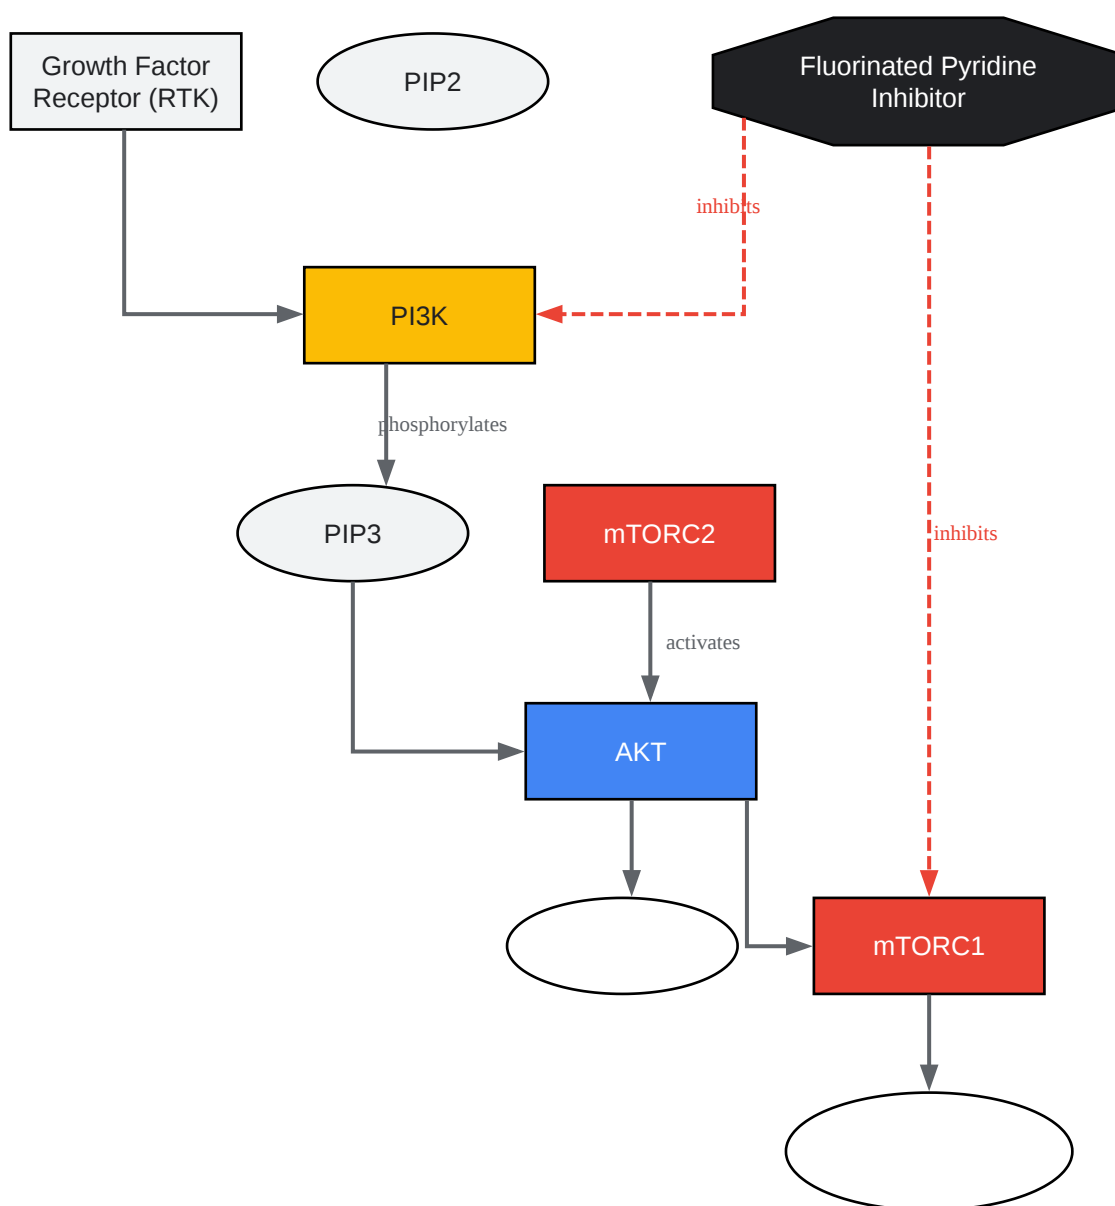 Growth Factor
Receptor (RTK)
PIP2
Fluorinated Pyridine
Inhibitor
inhibits
PI3K
phosphorylates
PIP3
mTORC2
inhibits
activates
AKT
mTORC1